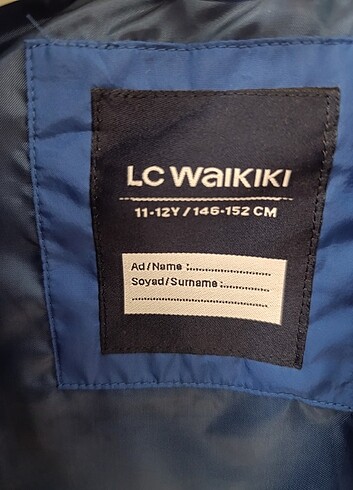 LC WAIKIKI
11-12Y / 146-152 CM
Ad/Name :........................
Soyad/Surname :...............
..........................................